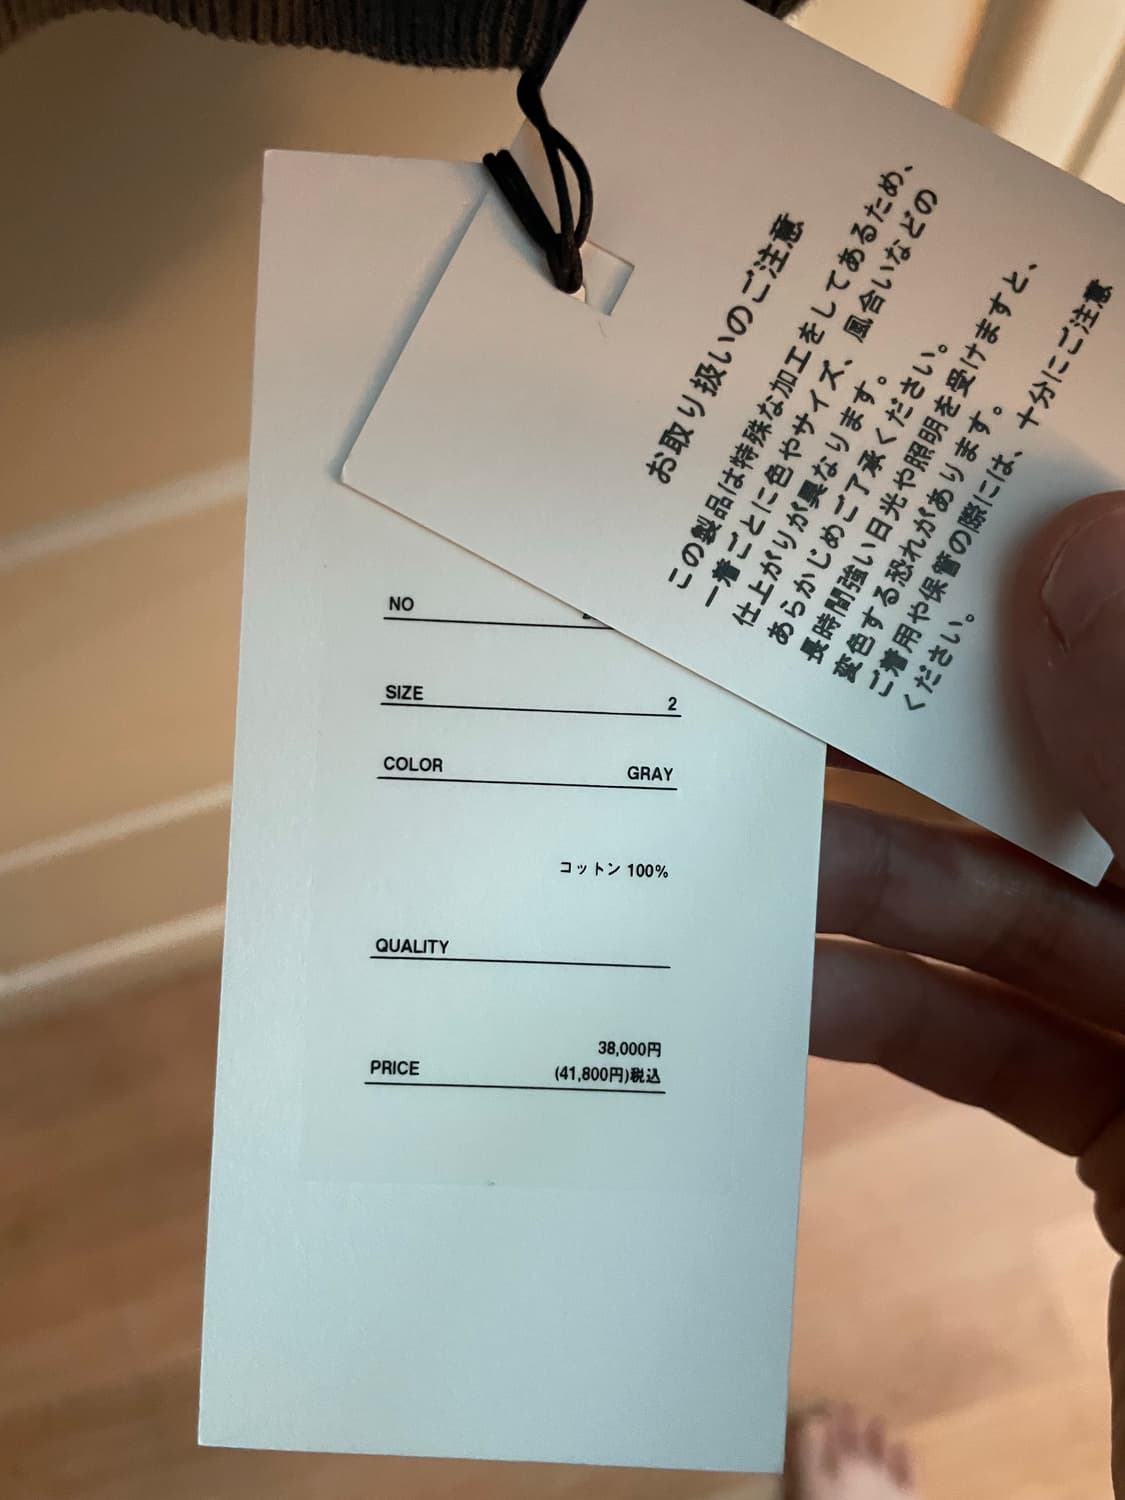 お取り扱いのご注意
この製品は特殊な加工をしてあるため、
一着ごとに色やサイズ、風合いなどの
仕上がりが異なります。
あらかじめご了承ください。
長時間強い日光や照明を受けますと、
変色する恐れがあります。
ご着用や保管の際には、十分にご注意
ください。
NO
SIZE 2
COLOR GRAY
コットン 100%
QUALITY
38,000円
PRICE (41,800円)税込